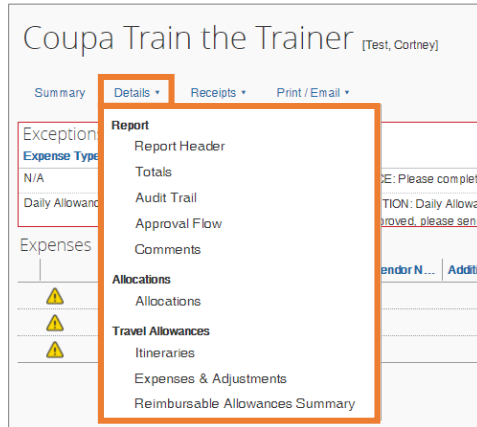 Coupa Train the Trainer [Test, Cortney]
Summary Details Receipts Print / Email
Exception
Expense Type
N/A CE: Please complet
Daily Allowanc TION: Daily Allowa
proved, please sen
Report
Report Header
Totals
Audit Trail
Approval Flow
Comments
Expenses
endor N... Additi
Allocations
Allocations
Travel Allowances
Itineraries
Expenses & Adjustments
Reimbursable Allowances Summary